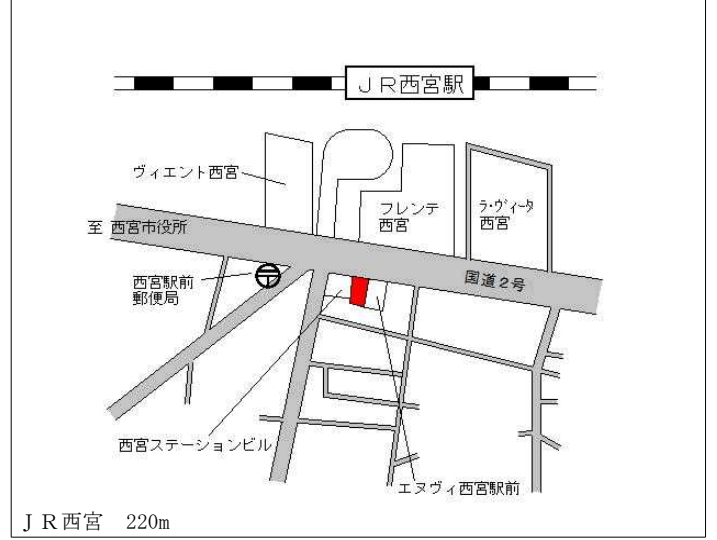 ＪＲ西宮駅
ヴィエント西宮
フレンテ
西宮
ラ・ヴィータ
西宮
至 西宮市役所
国道２号
西宮駅前
郵便局
西宮ステーションビル
エヌヴィ西宮駅前
ＪＲ西宮　220m